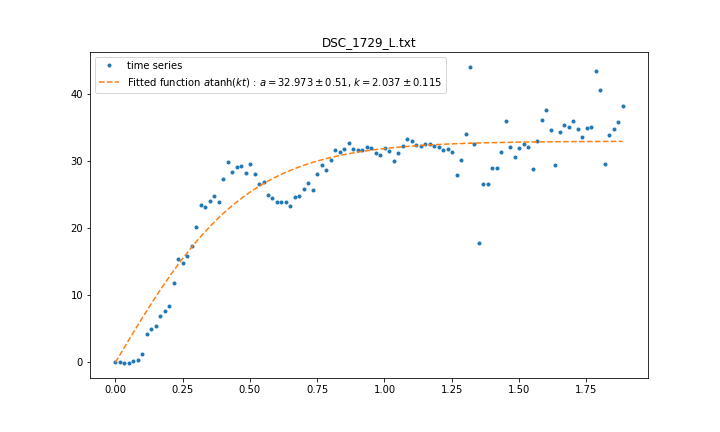 DSC_1729_L.txt
time series
Fitted function atanh(kt) : a = 32.973 ± 0.51, k = 2.037 ± 0.115
40
30
20
10
0
0.00 0.25 0.50 0.75 1.00 1.25 1.50 1.75